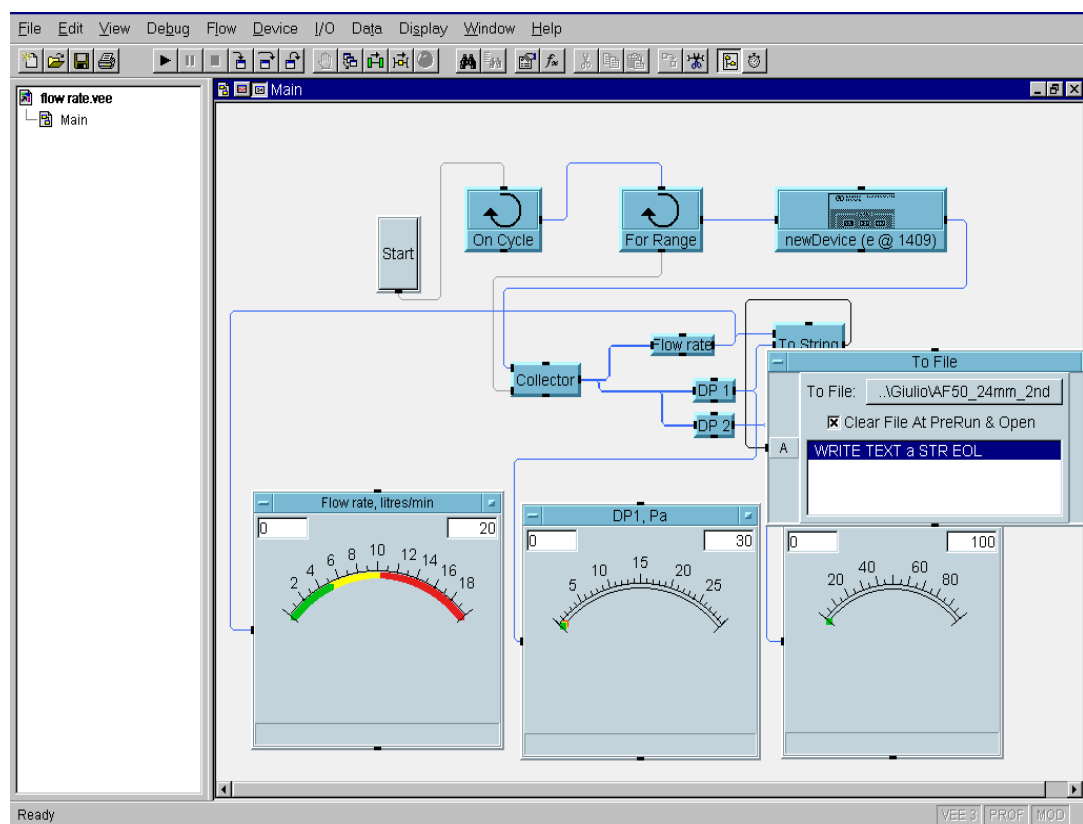 File Edit View Debug Flow Device I/O Data Display Window Help
flow rate.vee
Main
Main
On Cycle
For Range
newDevice (e @ 1409)
Start
Flow rate
To String
Collector
DP 1
DP 2
To File
To File: ..\Giulio\AF50_24mm_2nd
Clear File At PreRun & Open
A
WRITE TEXT a STR EOL
Flow rate, litres/min
0 20
2 4 6 8 10 12 14 16 18
DP1, Pa
0 30
5 10 15 20 25
0 100
20 40 60 80
Ready
VEE 3 PROF MOD